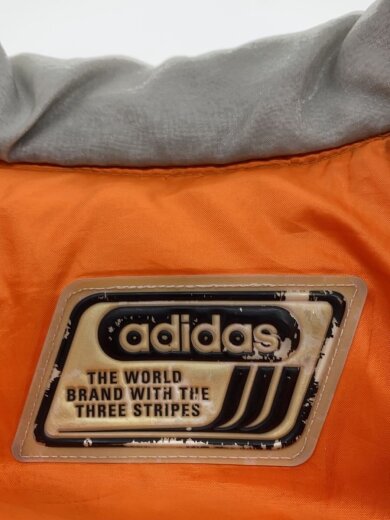 adidas
THE WORLD
BRAND WITH THE
THREE STRIPES